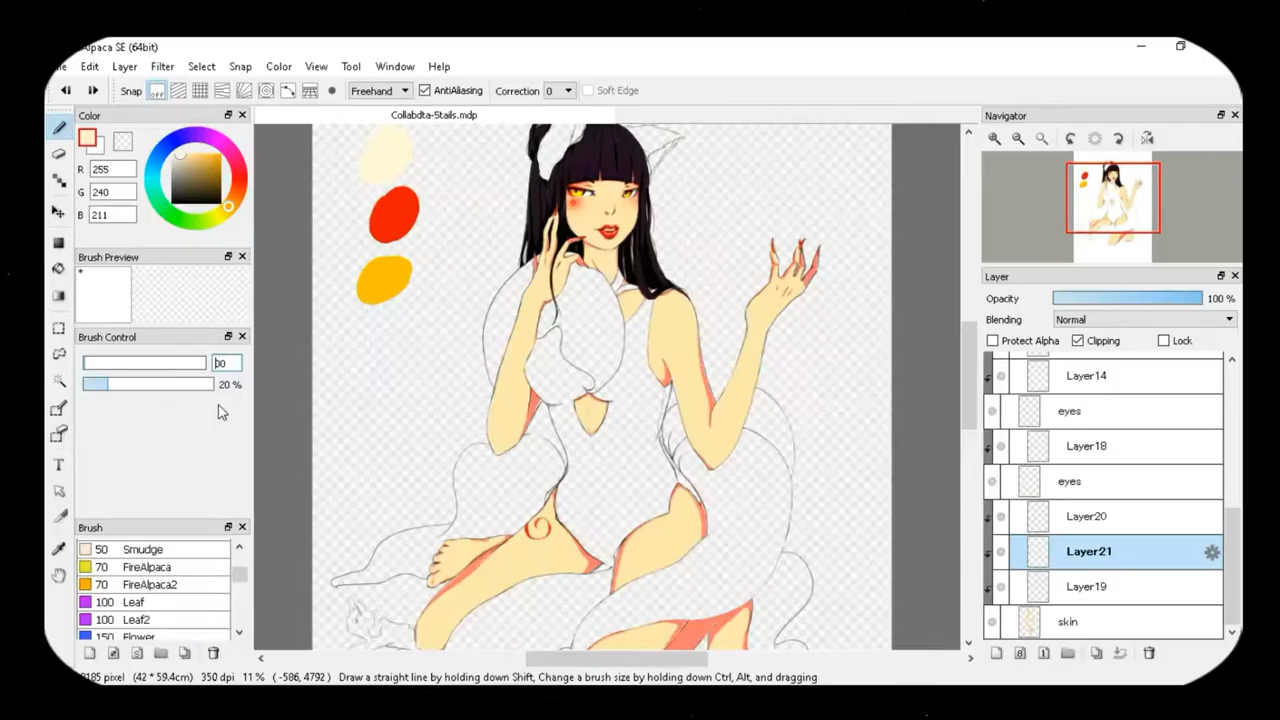 Alpaca SE (64bit)
Edit Layer Filter Select Snap Color View Tool Window Help
Snap off Freehand AntiAliasing Correction 0 Soft Edge
Color
Collabdta-5tails.mdp
Navigator
R 255
G 240
B 211
Brush Preview
Layer
Opacity 100 %
Blending Normal
Brush Control
Protect Alpha Clipping Lock
20 %
Layer14
eyes
Layer18
eyes
Layer20
Layer21
Layer19
skin
Brush
50 Smudge
70 FireAlpaca
70 FireAlpaca2
100 Leaf
100 Leaf2
150 Flower
185 pixel (42 * 59.4cm) 350 dpi 11 % (-586, 4792) Draw a straight line by holding down Shift, Change a brush size by holding down Ctrl, Alt, and dragging